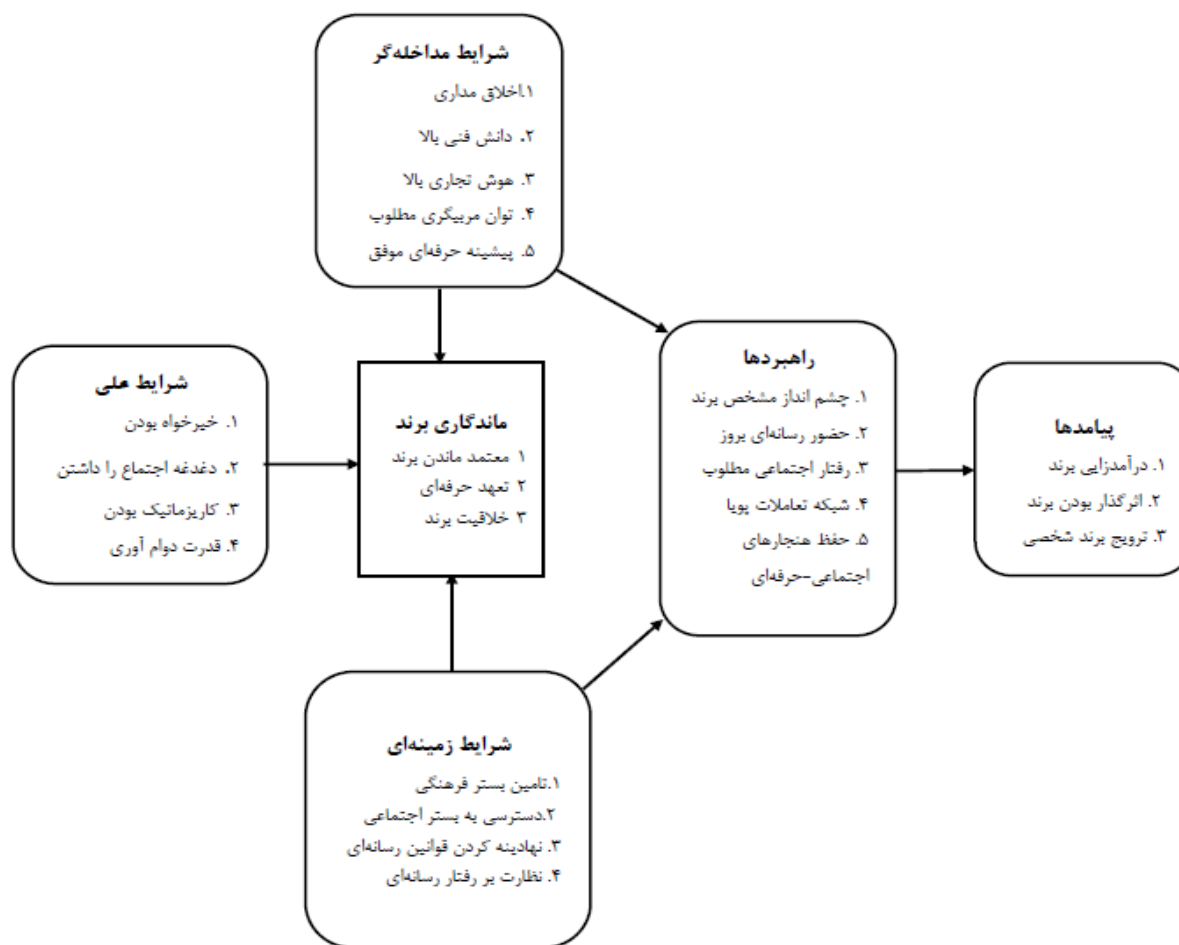 شرایط مداخله‌گر
۱.اخلاق مداری
۲. دانش فنی بالا
۳. هوش تجاری بالا
۴. توان مربیگری مطلوب
۵. پیشینه حرفه‌ای موفق
شرایط علی
۱. خیرخواه بودن
۲. دغدغه اجتماع را داشتن
۳. کاریزماتیک بودن
۴. قدرت دوام آوری
ماندگاری برند
۱ معتمد ماندن برند
۲ تعهد حرفه‌ای
۳ خلاقیت برند
راهبردها
۱. چشم انداز مشخص برند
۲. حضور رسانه‌ای بروز
۳. رفتار اجتماعی مطلوب
۴. شبکه تعاملات پویا
۵. حفظ هنجارهای
اجتماعی-حرفه‌ای
پیامدها
۱. درآمدزایی برند
۲. اثرگذار بودن برند
۳. ترویج برند شخصی
شرایط زمینه‌ای
۱.تامین بستر فرهنگی
۲.دسترسی به بستر اجتماعی
۳. نهادینه کردن قوانین رسانه‌ای
۴. نظارت بر رفتار رسانه‌ای